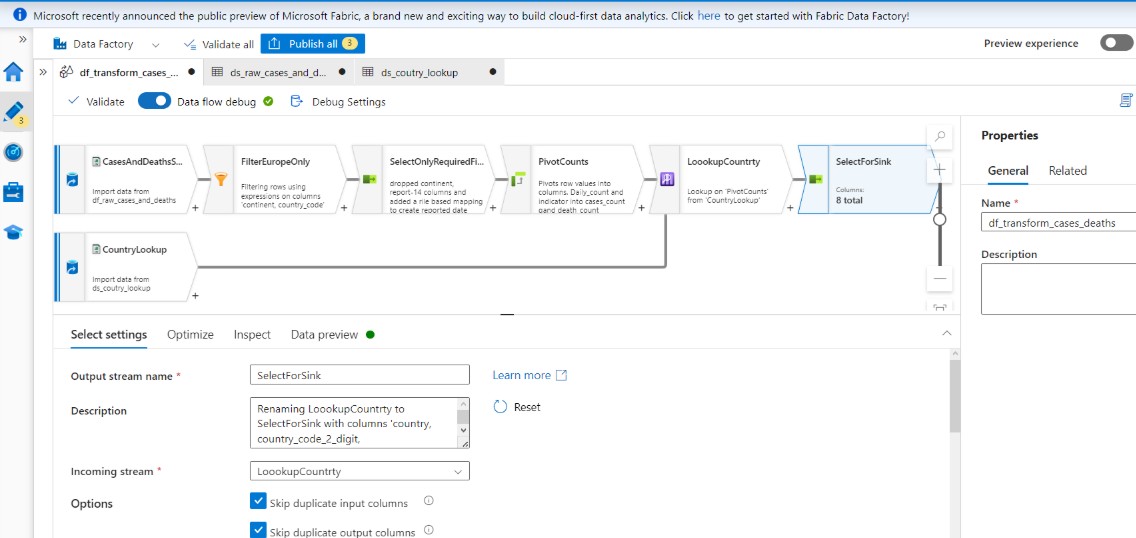 Microsoft recently announced the public preview of Microsoft Fabric, a brand new and exciting way to build cloud-first data analytics. Click here to get started with Fabric Data Factory!
Data Factory
Validate all
Publish all 3
Preview experience
3
df_transform_cases_...
ds_raw_cases_and_d...
ds_coutry_lookup
Validate
Data flow debug
Debug Settings
CasesAndDeathsS...
Import data from
df_raw_cases_and_deaths
+
FilterEuropeOnly
Filtering rows using
expressions on columns
'continent, country_code'
+
SelectOnlyRequiredFi...
dropped continent,
report-14 columns and
added a rile based mapping
to create reported date
+
PivotCounts
Pivots row values into
columns. Daily_count and
indicator into cases_count
oand death count
+
LoookupCountrty
Lookup on 'PivotCounts'
from 'CountryLookup'
+
SelectForSink
Columns:
8 total
CountryLookup
Import data from
ds_coutry_lookup
+
Properties
General
Related
Name *
df_transform_cases_deaths
Description
Select settings
Optimize
Inspect
Data preview
Output stream name *
SelectForSink
Learn more
Description
Renaming LoookupCountrty to
SelectForSink with columns 'country,
country_code_2_digit,
Reset
Incoming stream *
LoookupCountrty
Options
Skip duplicate input columns
Skip duplicate output columns